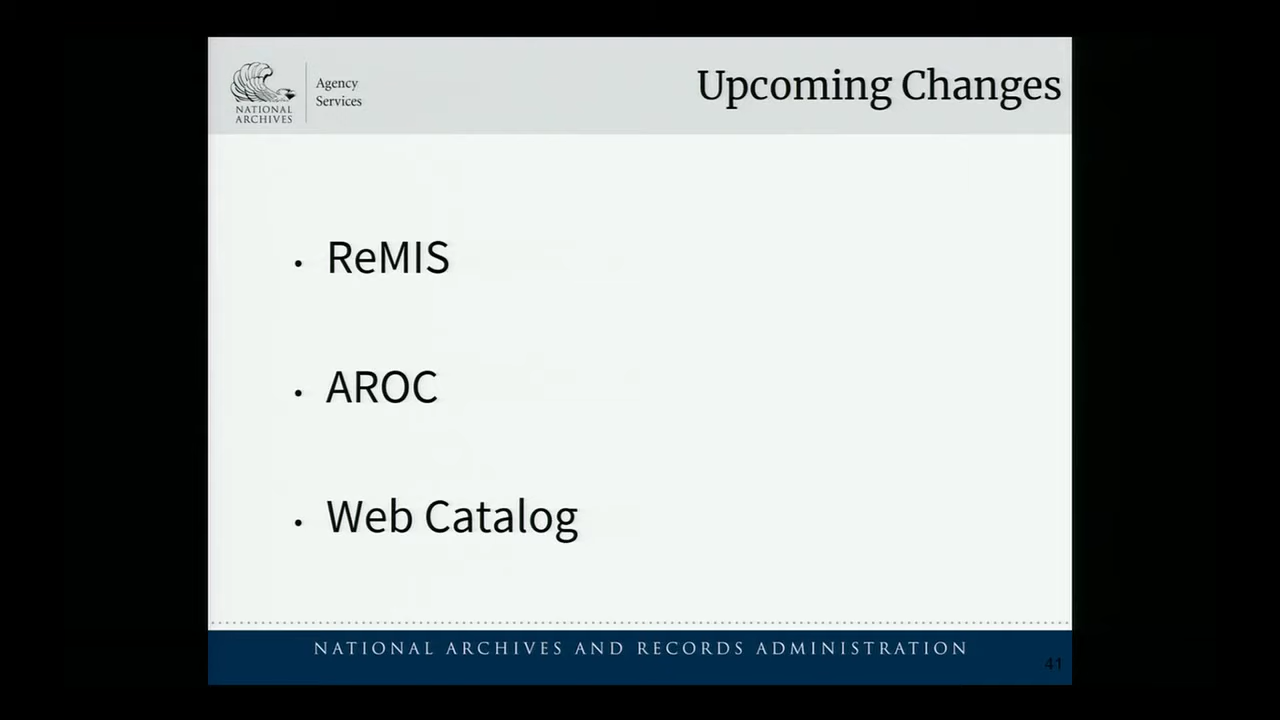 NATIONAL
ARCHIVES
Agency
Services
Upcoming Changes
• ReMIS
• AROC
• Web Catalog
NATIONAL ARCHIVES AND RECORDS ADMINISTRATION
41